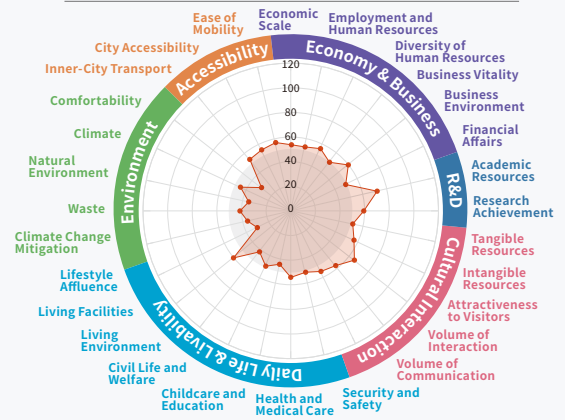 Economic
Scale
Employment and
Human Resources
Diversity of
Human Resources
Business Vitality
Business
Environment
Financial
Affairs
Academic
Resources
Research
Achievement
Tangible
Resources
Intangible
Resources
Attractiveness
to Visitors
Volume of
Interaction
Volume of
Communication
Security and
Safety
Health and
Medical Care
Childcare and
Education
Civil Life and
Welfare
Living
Environment
Living Facilities
Lifestyle
Affluence
Climate Change
Mitigation
Waste
Natural
Environment
Climate
Comfortability
Inner-City Transport
City Accessibility
Ease of
Mobility
Economy & Business
R&D
Cultural Interaction
Daily Life & Livability
Environment
Accessibility
120
100
80
60
40
20
0